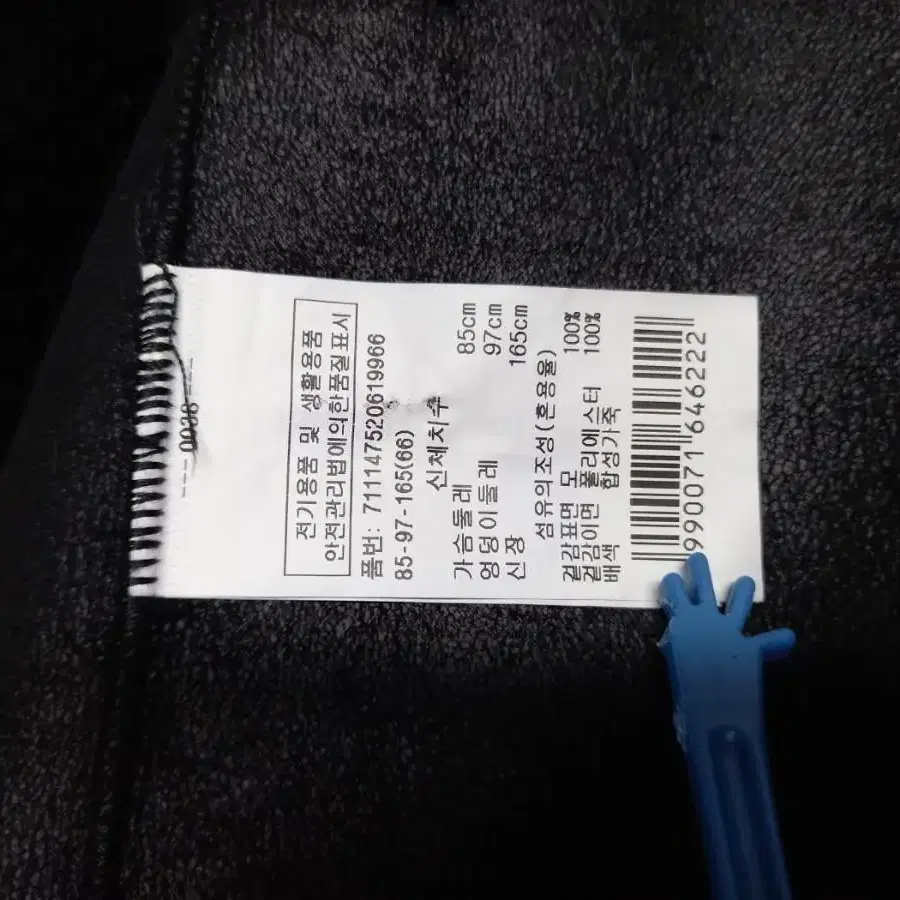 전기용품 및 생활용품
안전관리법에의한품질표시
품번: 711147520619966
85-97-165(66)
신체치수
가슴둘레 85cm
엉덩이둘레 97cm
신장 165cm
섬유의조성(혼용율)
겉감표면 모 100%
겉감이면 폴리에스터 100%
배색 합성가죽
990071 646222